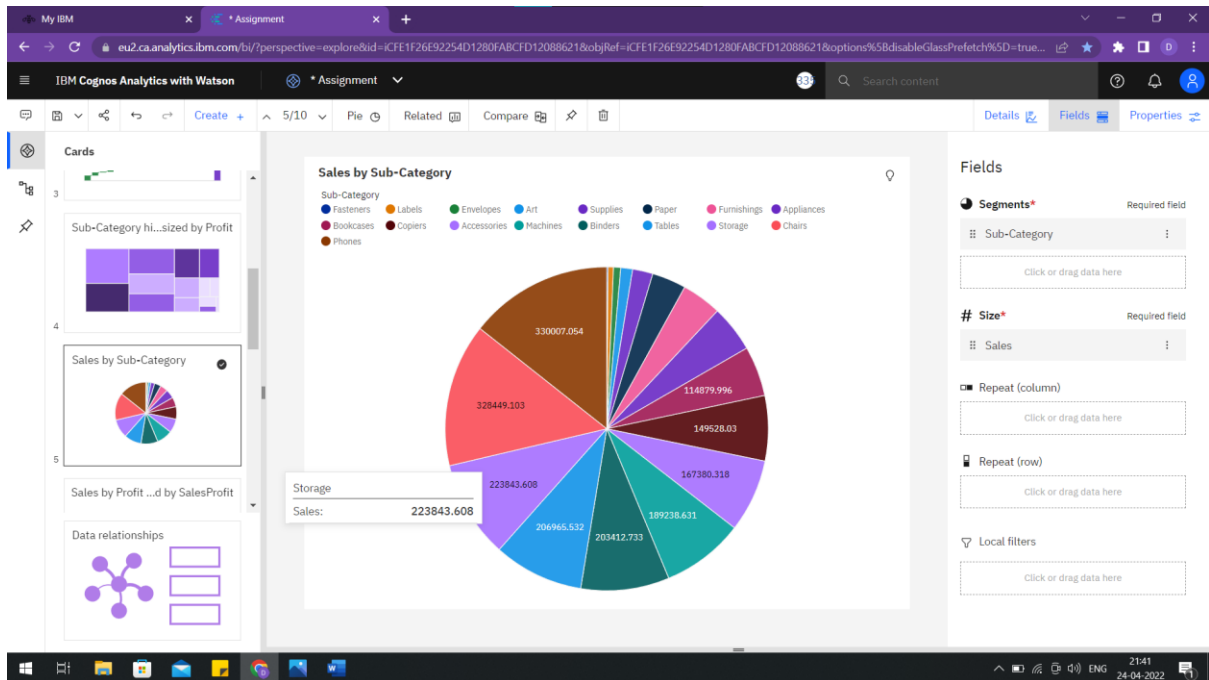 My IBM
* Assignment
eu2.ca.analytics.ibm.com/bi/?perspective=explore&id=iCFE1F26E92254D1280FABCFD12088621&objRef=iCFE1F26E92254D1280FABCFD12088621&options%5BdisableGlassPrefetch%5D=true...
D
IBM Cognos Analytics with Watson
* Assignment
Search content
Create +
5/10
Pie
Related
Compare
Details
Fields
Properties
Cards
3
Sub-Category hi...sized by Profit
4
Sales by Sub-Category
5
Sales by Profit ...d by SalesProfit
Data relationships
Sales by Sub-Category
Sub-Category
Fasteners Labels Envelopes Art Supplies Paper Furnishings Appliances
Bookcases Copiers Accessories Machines Binders Tables Storage Chairs
Phones
330007.054
114879.996
328449.103
149528.03
167380.318
223843.608
189238.631
206965.532
203412.733
Storage
Sales: 223843.608
Fields
Segments* Required field
Sub-Category
Click or drag data here
# Size* Required field
Sales
Repeat (column)
Click or drag data here
Repeat (row)
Click or drag data here
Local filters
Click or drag data here
ENG
21:41
24-04-2022